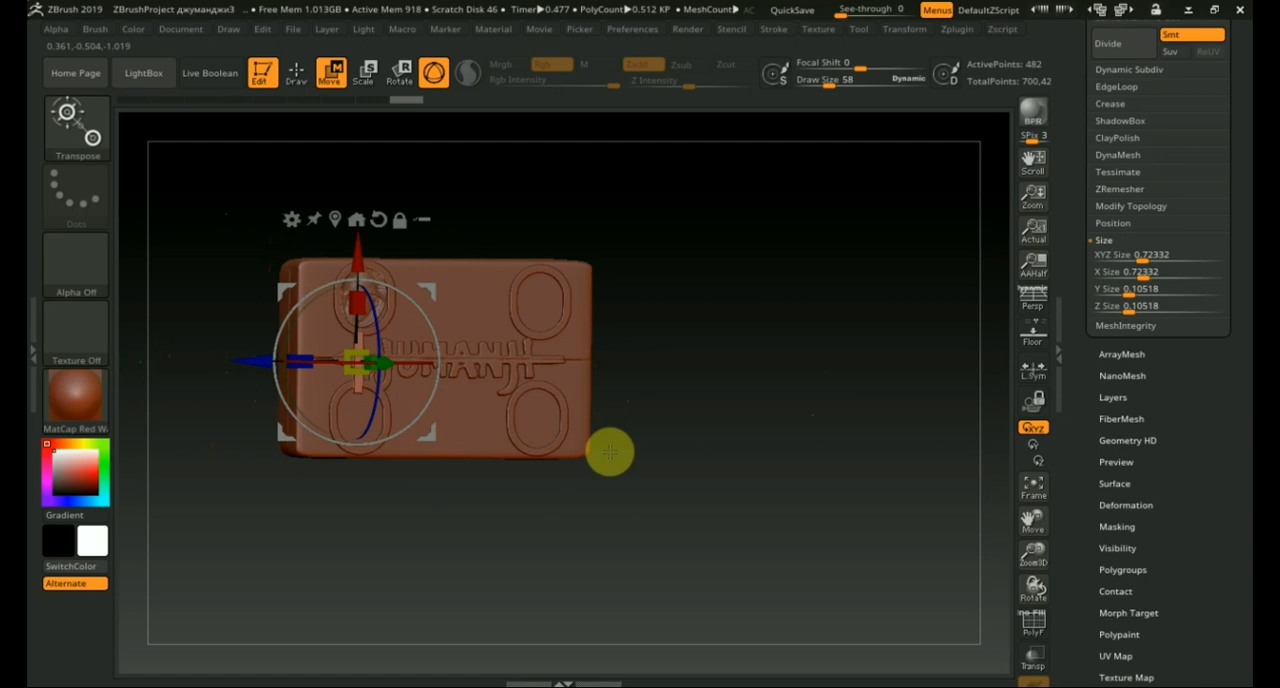 ZBrush 2019 ZBrushProject джуманджи3 .. • Free Mem 1.013GB • Active Mem 918 • Scratch Disk 46 • Timer▶0.477 • PolyCount▶0.512 KP • MeshCount▶ AC QuickSave See-through 0 Menus DefaultZScript
Alpha Brush Color Document Draw Edit File Layer Light Macro Marker Material Movie Picker Preferences Render Stencil Stroke Texture Tool Transform Zplugin Zscript
0.361,-0.504,-1.019
Home Page LightBox Live Boolean Edit Draw Move Scale Rotate
Mrgb Rgb M Zadd Zsub Zcut
Rgb Intensity Z Intensity
Focal Shift 0
Draw Size 58 Dynamic
ActivePoints: 482
TotalPoints: 700,42
Transpose
Dots
Alpha Off
Texture Off
MatCap Red W
Gradient
SwitchColor
Alternate
JUMANJI
BPR
SPix 3
Scroll
Zoom
Actual
AAHalf
Dynamic
Persp
Floor
L.Sym
XYZ
Frame
Move
Zoom3D
Rotate
Line Fill
PolyF
Transp
Divide
Smt
Suv ReUV
Dynamic Subdiv
EdgeLoop
Crease
ShadowBox
ClayPolish
DynaMesh
Tessimate
ZRemesher
Modify Topology
Position
Size
XYZ Size 0.72332
X Size 0.72332
Y Size 0.10518
Z Size 0.10518
MeshIntegrity
ArrayMesh
NanoMesh
Layers
FiberMesh
Geometry HD
Preview
Surface
Deformation
Masking
Visibility
Polygroups
Contact
Morph Target
Polypaint
UV Map
Texture Map